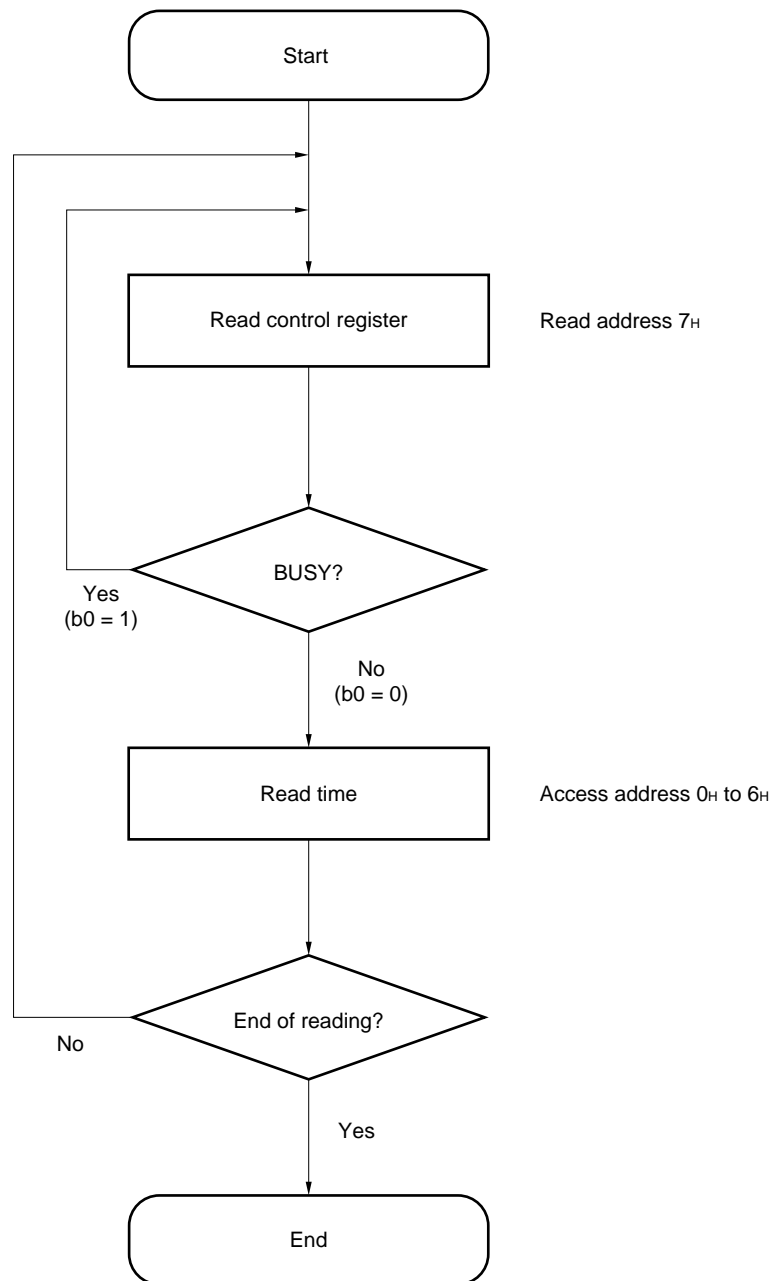 Start
Read control register
Read address 7H
BUSY?
Yes
(b0 = 1)
No
(b0 = 0)
Read time
Access address 0H to 6H
End of reading?
No
Yes
End